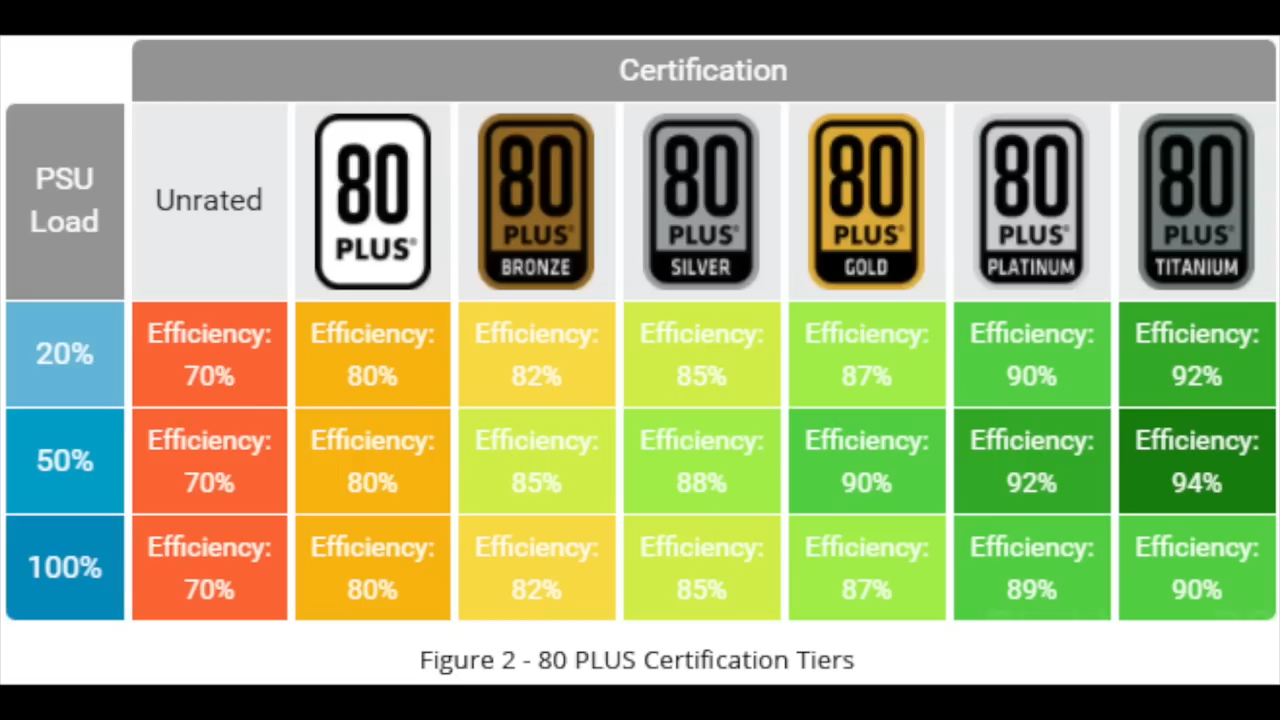 Certification
PSU
Load
Unrated
80
PLUS®
80
PLUS®
BRONZE
80
PLUS®
SILVER
80
PLUS®
GOLD
80
PLUS®
PLATINUM
80
PLUS®
TITANIUM
20%
Efficiency:
70%
Efficiency:
80%
Efficiency:
82%
Efficiency:
85%
Efficiency:
87%
Efficiency:
90%
Efficiency:
92%
50%
Efficiency:
70%
Efficiency:
80%
Efficiency:
85%
Efficiency:
88%
Efficiency:
90%
Efficiency:
92%
Efficiency:
94%
100%
Efficiency:
70%
Efficiency:
80%
Efficiency:
82%
Efficiency:
85%
Efficiency:
87%
Efficiency:
89%
Efficiency:
90%
Figure 2 - 80 PLUS Certification Tiers